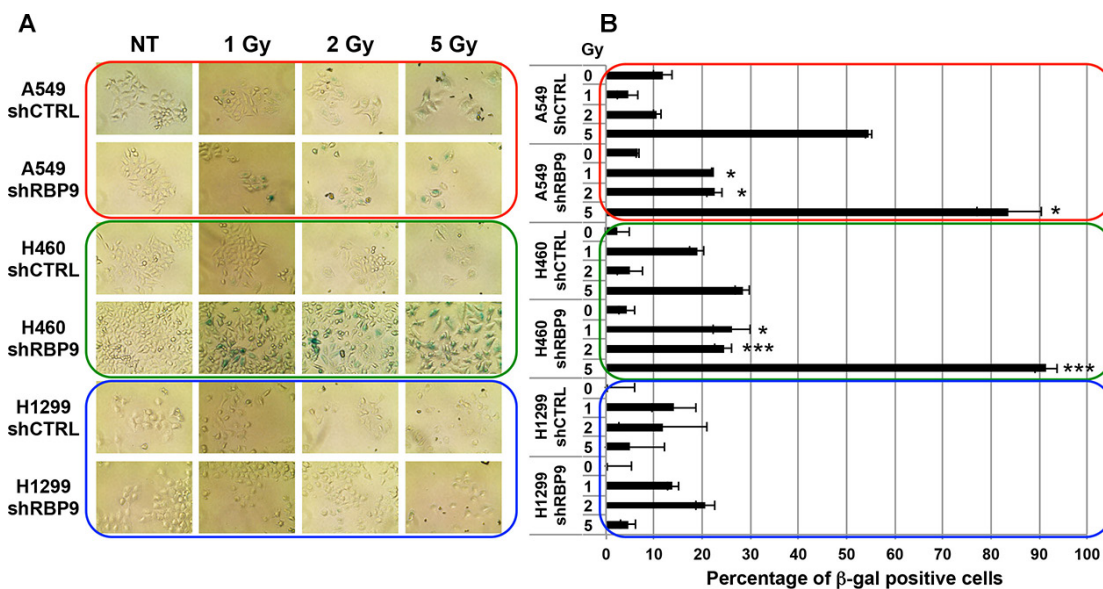 A
NT 1 Gy 2 Gy 5 Gy
A549
shCTRL
A549
shRBP9
H460
shCTRL
H460
shRBP9
H1299
shCTRL
H1299
shRBP9
B
Gy
A549
ShCTRL
0
1
2
5
A549
shRBP9
0
1 *
2 *
5 *
H460
shCTRL
0
1
2
5
H460
shRBP9
0
1 *
2 ***
5 ***
H1299
shCTRL
0
1
2
5
H1299
shRBP9
0
1
2
5
0 10 20 30 40 50 60 70 80 90 100
Percentage of β-gal positive cells